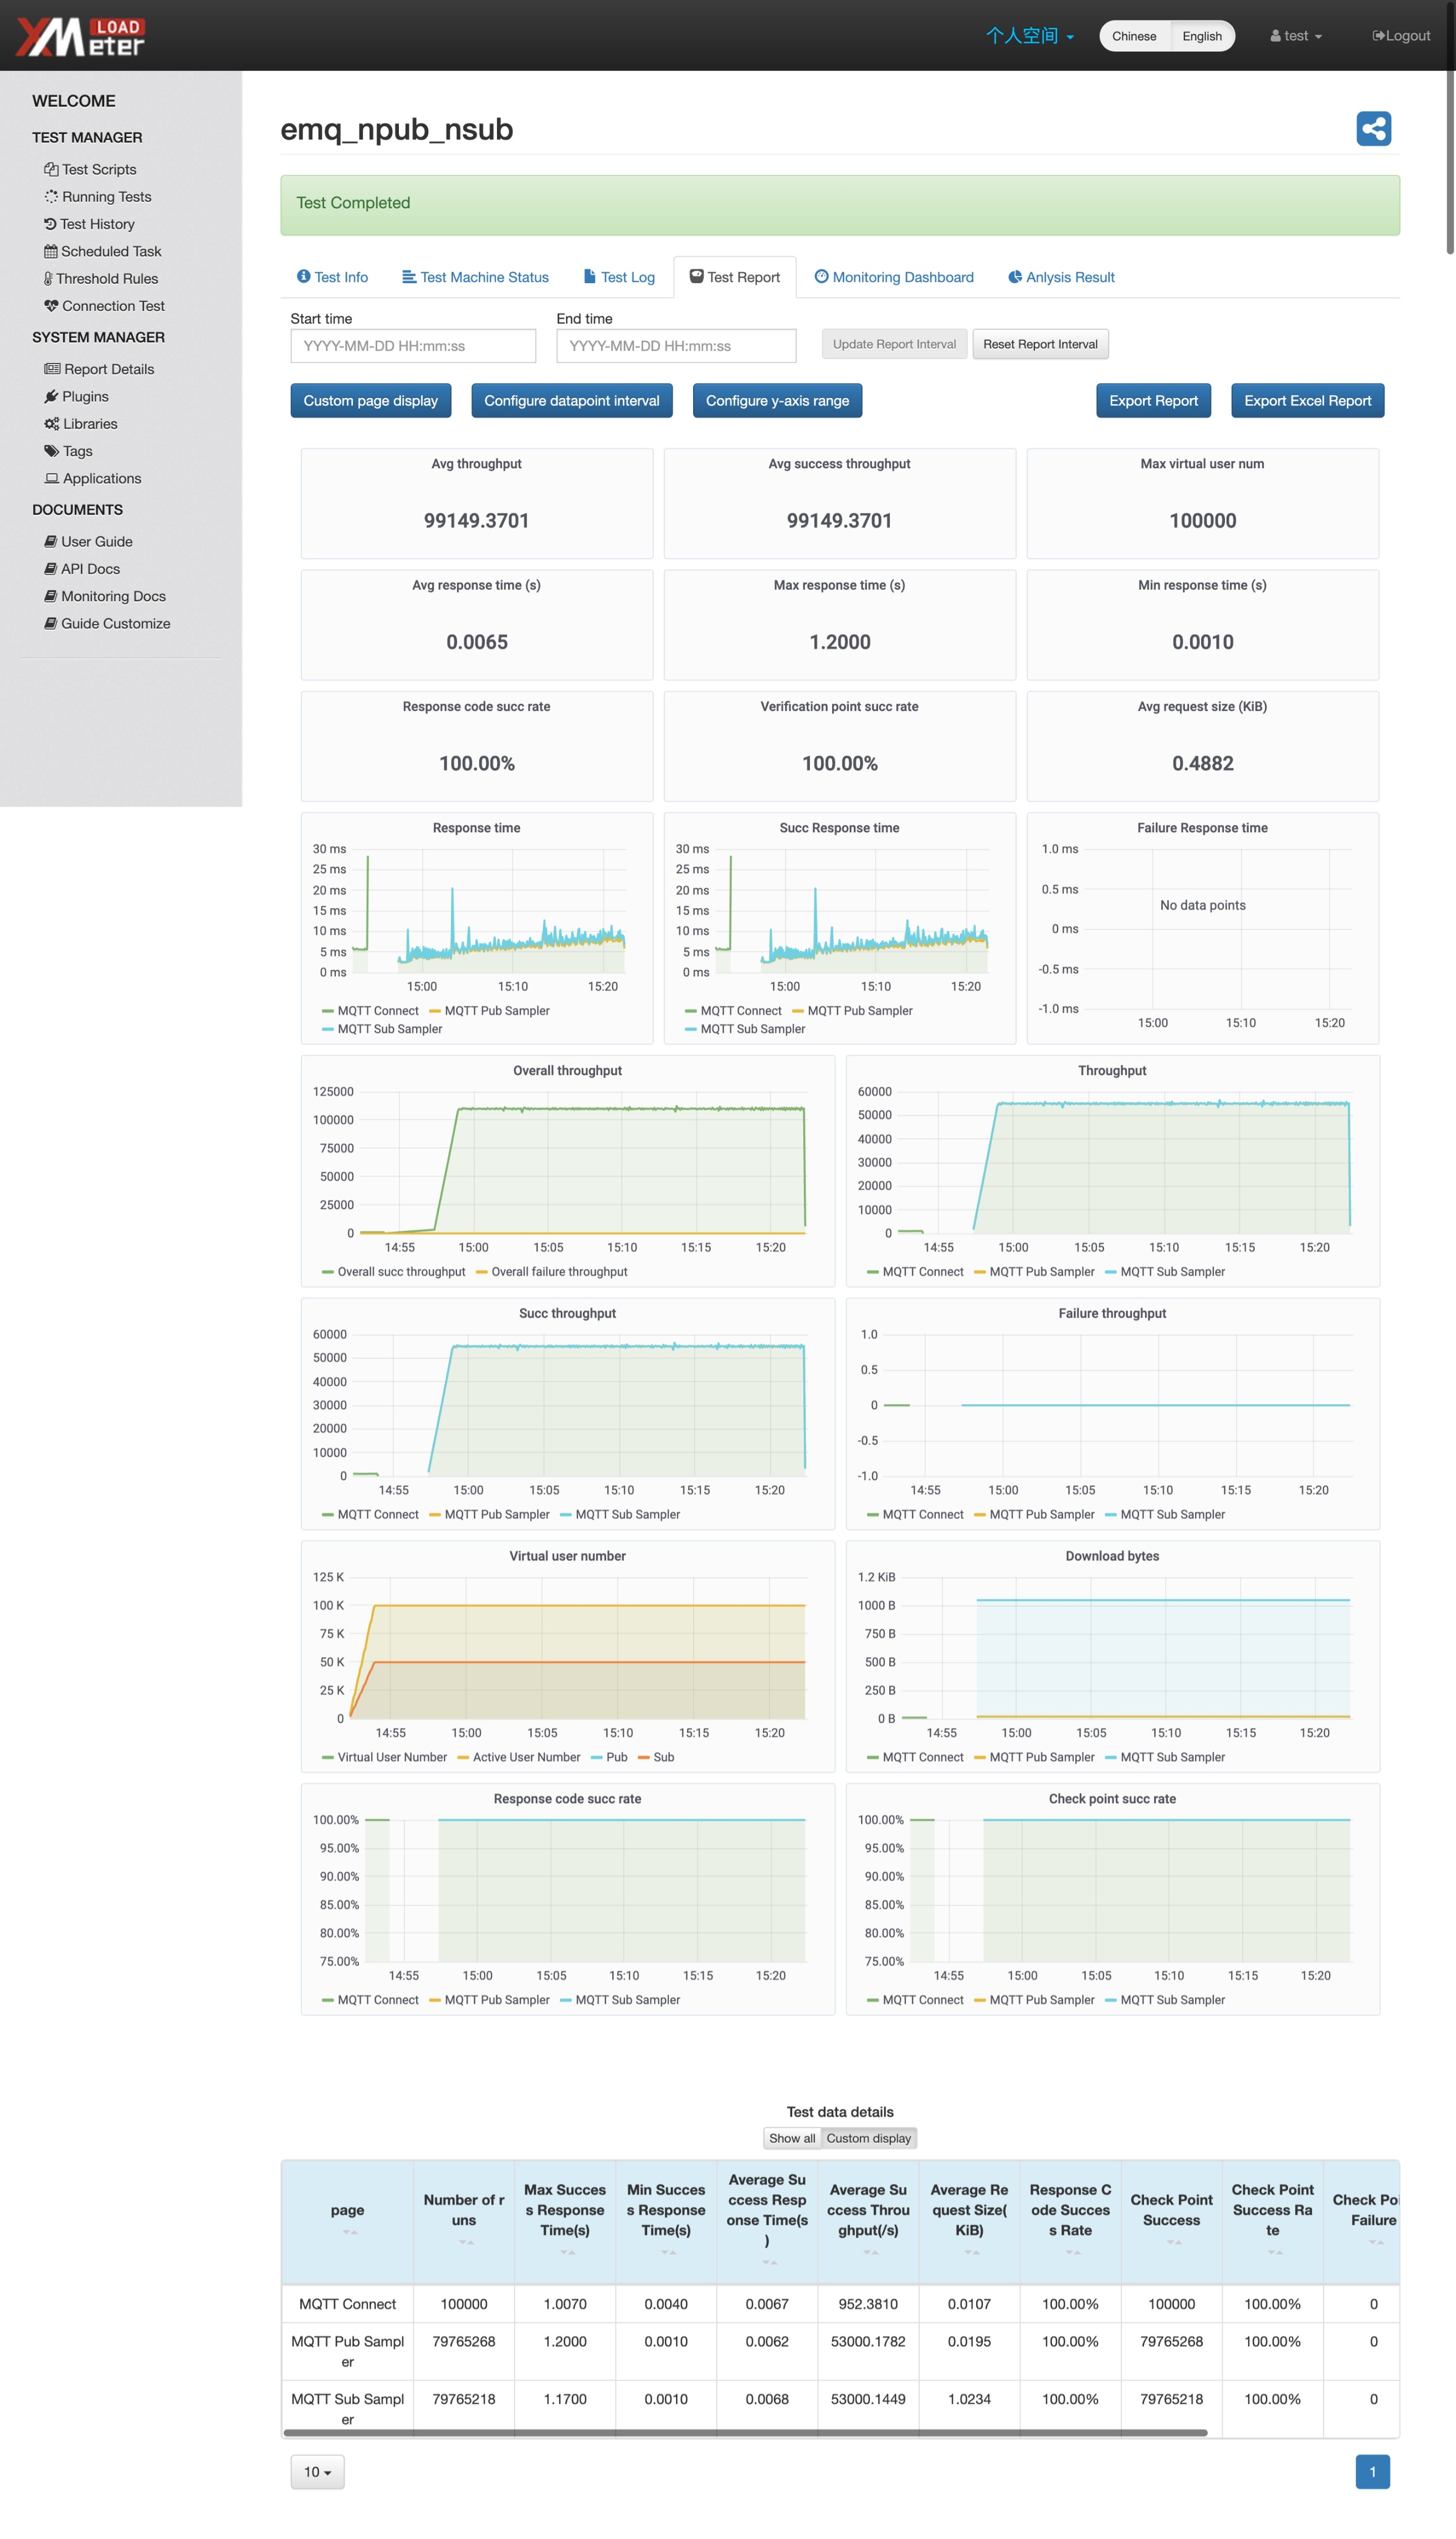 XMeter LOAD
个人空间
Chinese English
test
Logout
WELCOME
TEST MANAGER
Test Scripts
Running Tests
Test History
Scheduled Task
Threshold Rules
Connection Test
SYSTEM MANAGER
Report Details
Plugins
Libraries
Tags
Applications
DOCUMENTS
User Guide
API Docs
Monitoring Docs
Guide Customize
emq_npub_nsub
Test Completed
Test Info Test Machine Status Test Log Test Report Monitoring Dashboard Anlysis Result
Start time End time
YYYY-MM-DD HH:mm:ss YYYY-MM-DD HH:mm:ss Update Report Interval Reset Report Interval
Custom page display Configure datapoint interval Configure y-axis range Export Report Export Excel Report
Avg throughput
99149.3701
Avg success throughput
99149.3701
Max virtual user num
100000
Avg response time (s)
0.0065
Max response time (s)
1.2000
Min response time (s)
0.0010
Response code succ rate
100.00%
Verification point succ rate
100.00%
Avg request size (KiB)
0.4882
Response time
30 ms
25 ms
20 ms
15 ms
10 ms
5 ms
0 ms
15:00 15:10 15:20
MQTT Connect MQTT Pub Sampler
MQTT Sub Sampler
Succ Response time
30 ms
25 ms
20 ms
15 ms
10 ms
5 ms
0 ms
15:00 15:10 15:20
MQTT Connect MQTT Pub Sampler
MQTT Sub Sampler
Failure Response time
1.0 ms
0.5 ms
No data points
0 ms
-0.5 ms
-1.0 ms
15:00 15:10 15:20
Overall throughput
125000
100000
75000
50000
25000
0
14:55 15:00 15:05 15:10 15:15 15:20
Overall succ throughput Overall failure throughput
Throughput
60000
50000
40000
30000
20000
10000
0
14:55 15:00 15:05 15:10 15:15 15:20
MQTT Connect MQTT Pub Sampler MQTT Sub Sampler
Succ throughput
60000
50000
40000
30000
20000
10000
0
14:55 15:00 15:05 15:10 15:15 15:20
MQTT Connect MQTT Pub Sampler MQTT Sub Sampler
Failure throughput
1.0
0.5
0
-0.5
-1.0
14:55 15:00 15:05 15:10 15:15 15:20
MQTT Connect MQTT Pub Sampler MQTT Sub Sampler
Virtual user number
125 K
100 K
75 K
50 K
25 K
0
14:55 15:00 15:05 15:10 15:15 15:20
Virtual User Number Active User Number Pub Sub
Download bytes
1.2 KiB
1000 B
750 B
500 B
250 B
0 B
14:55 15:00 15:05 15:10 15:15 15:20
MQTT Connect MQTT Pub Sampler MQTT Sub Sampler
Response code succ rate
100.00%
95.00%
90.00%
85.00%
80.00%
75.00%
14:55 15:00 15:05 15:10 15:15 15:20
MQTT Connect MQTT Pub Sampler MQTT Sub Sampler
Check point succ rate
100.00%
95.00%
90.00%
85.00%
80.00%
75.00%
14:55 15:00 15:05 15:10 15:15 15:20
MQTT Connect MQTT Pub Sampler MQTT Sub Sampler
Test data details
Show all Custom display
page
Number of r
uns
Max Succes
s Response
Time(s)
Min Succes
s Response
Time(s)
Average Su
ccess Resp
onse Time(s
)
Average Su
ccess Throu
ghput(/s)
Average Re
quest Size(
KiB)
Response C
ode Succes
s Rate
Check Point
Success
Check Point
Success Ra
te
Check Poi
Failure
MQTT Connect 100000 1.0070 0.0040 0.0067 952.3810 0.0107 100.00% 100000 100.00% 0
MQTT Pub Sampl 79765268 1.2000 0.0010 0.0062 53000.1782 0.0195 100.00% 79765268 100.00% 0
er
MQTT Sub Sampl 79765218 1.1700 0.0010 0.0068 53000.1449 1.0234 100.00% 79765218 100.00% 0
er
10
1